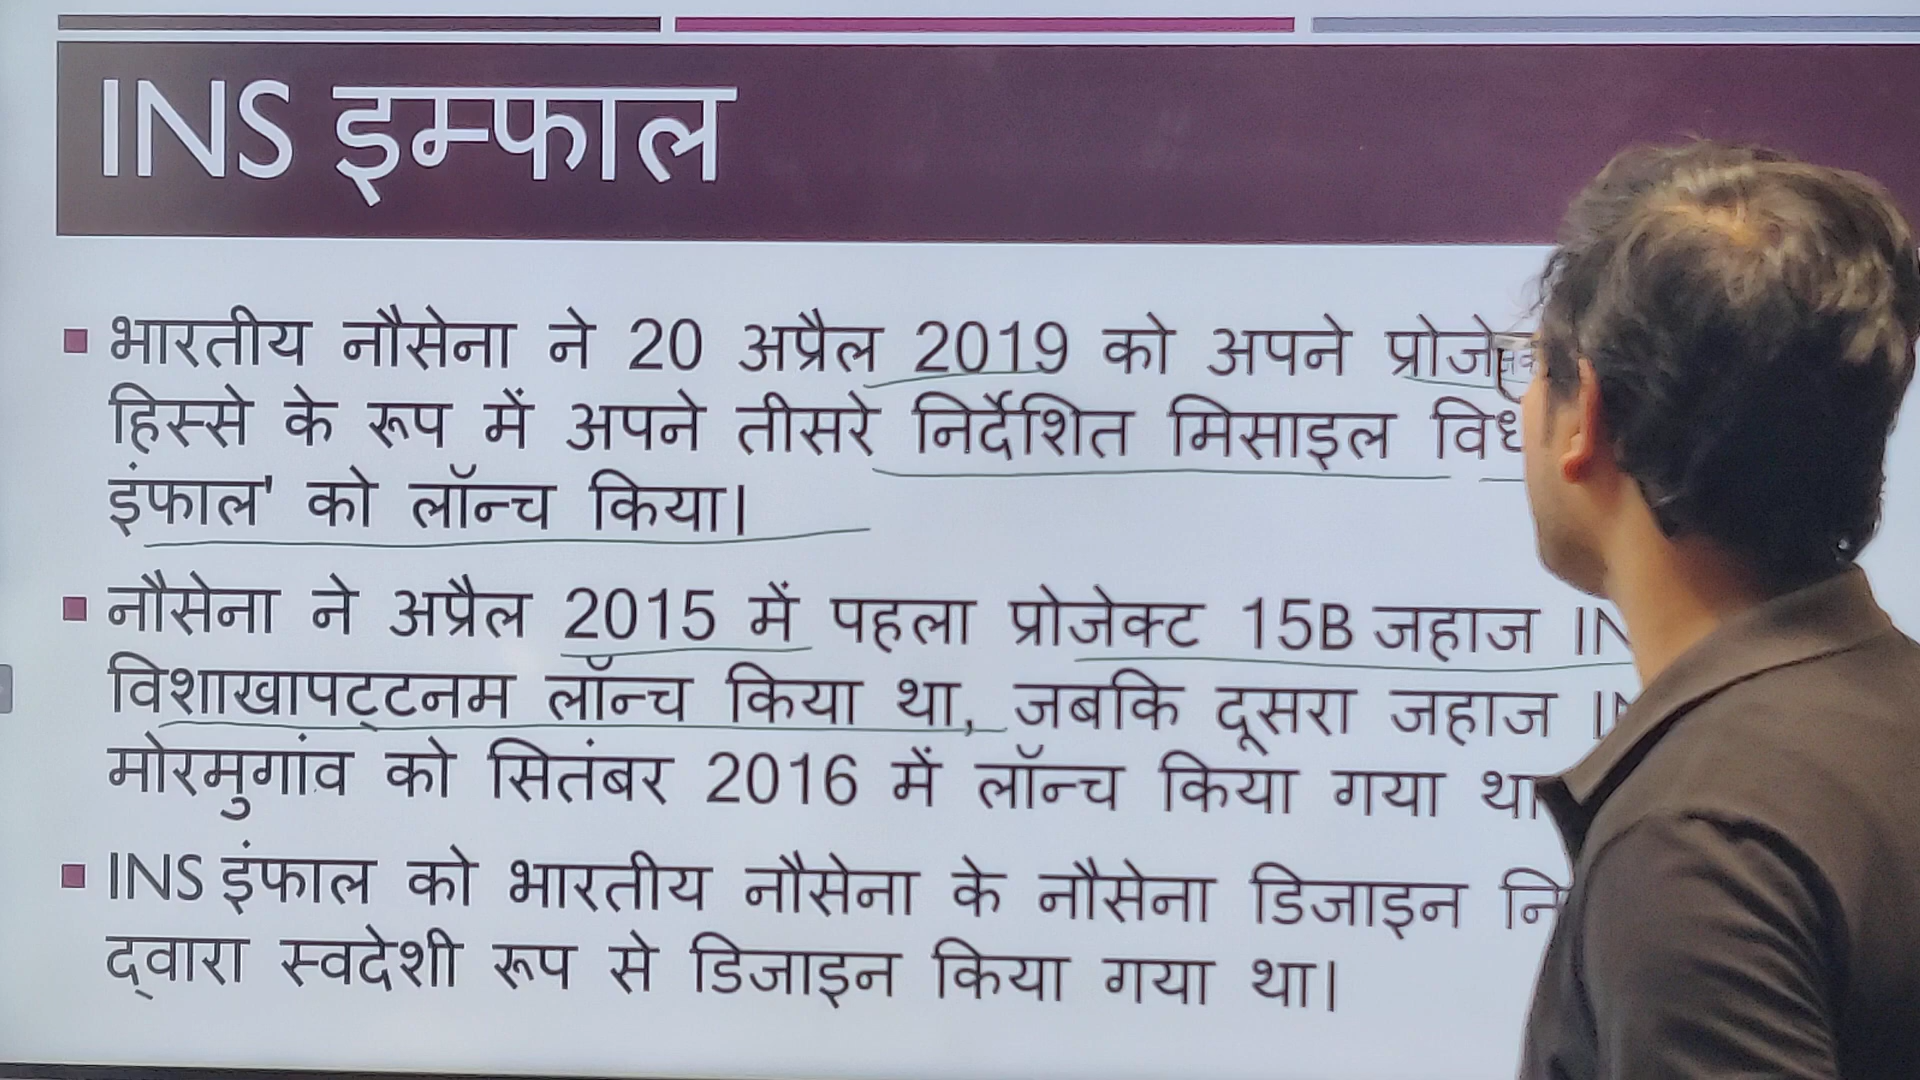 INS इम्फाल
भारतीय नौसेना ने 20 अप्रैल 2019 को अपने
हिस्से के रूप में अपने तीसरे निर्देशित मिसाइल
इंफाल' को लॉन्च किया।
नौसेना ने अप्रैल 2015 में पहला प्रोजेक्ट 15B जहाज
विशाखापट्टनम लॉन्च किया था, जबकि दूसरा जहाज
मोरमुगांव को सितंबर 2016 में लॉन्च किया गया था
INS इंफाल को भारतीय नौसेना के नौसेना डिजाइन
द्वारा स्वदेशी रूप से डिजाइन किया गया था।